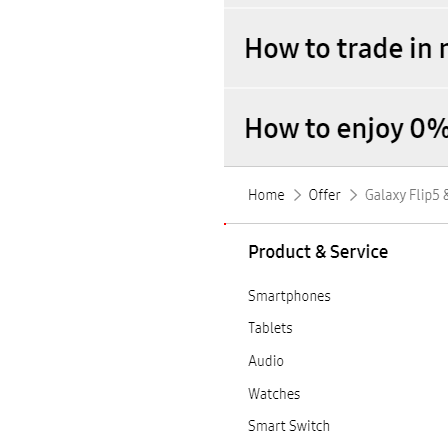 How to trade in
How to enjoy 0%
Home > Offer > Galaxy Flip5 &
Product & Service
Smartphones
Tablets
Audio
Watches
Smart Switch